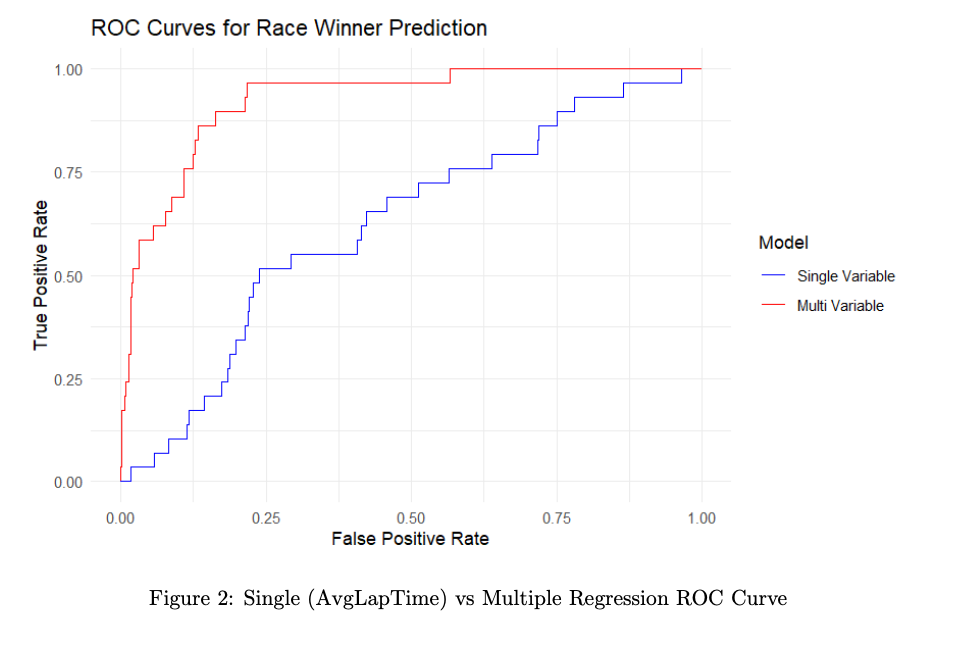 ROC Curves for Race Winner Prediction
1.00
0.75
0.50
0.25
0.00
True Positive Rate
0.00 0.25 0.50 0.75 1.00
False Positive Rate
Model
Single Variable
Multi Variable
Figure 2: Single (AvgLapTime) vs Multiple Regression ROC Curve